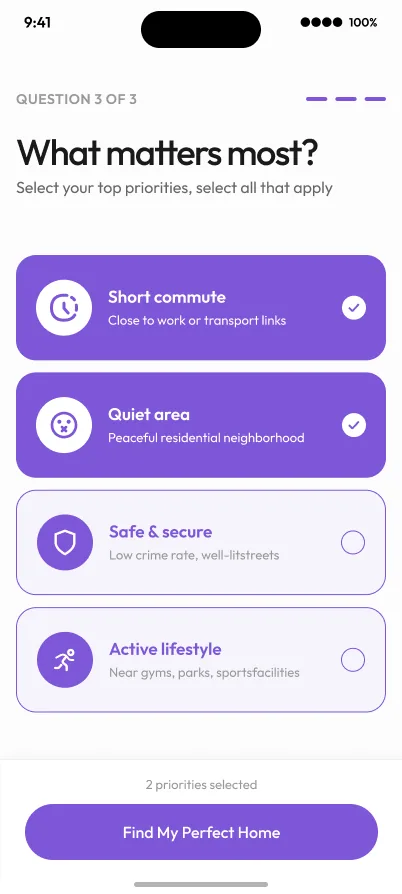 9:41
100%
QUESTION 3 OF 3
What matters most?
Select your top priorities, select all that apply
Short commute
Close to work or transport links
Quiet area
Peaceful residential neighborhood
Safe & secure
Low crime rate, well-litstreets
Active lifestyle
Near gyms, parks, sportsfacilities
2 priorities selected
Find My Perfect Home